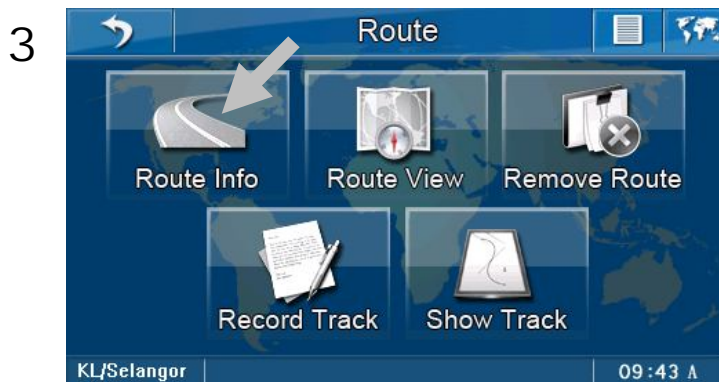 3
Route
Route Info
Route View
Remove Route
Record Track
Show Track
KL/Selangor
09:43 A